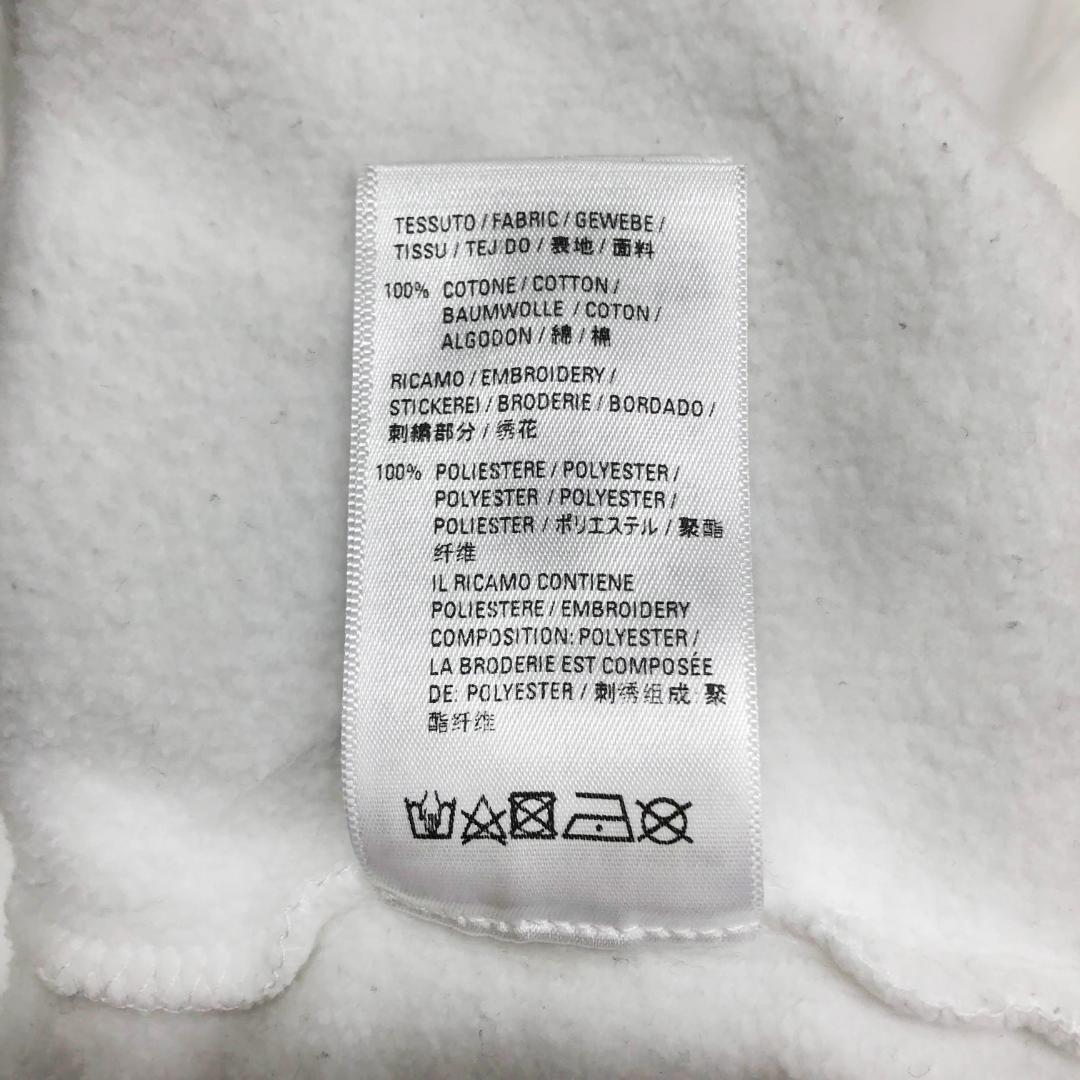 TESSUTO / FABRIC / GEWEBE /
TISSU / TEJIDO / 表地 / 面料
100% COTONE / COTTON /
BAUMWOLLE / COTON /
ALGODON / 綿 / 棉
RICAMO / EMBROIDERY /
STICKEREI / BRODERIE / BORDADO /
刺繍部分 / 绣花
100% POLIESTERE / POLYESTER /
POLYESTER / POLYESTER /
POLIESTER / ポリエステル / 聚酯
纤维
IL RICAMO CONTIENE
POLIESTERE / EMBROIDERY
COMPOSITION: POLYESTER /
LA BRODERIE EST COMPOSÉE
DE: POLYESTER / 刺绣组成 聚
酯纤维